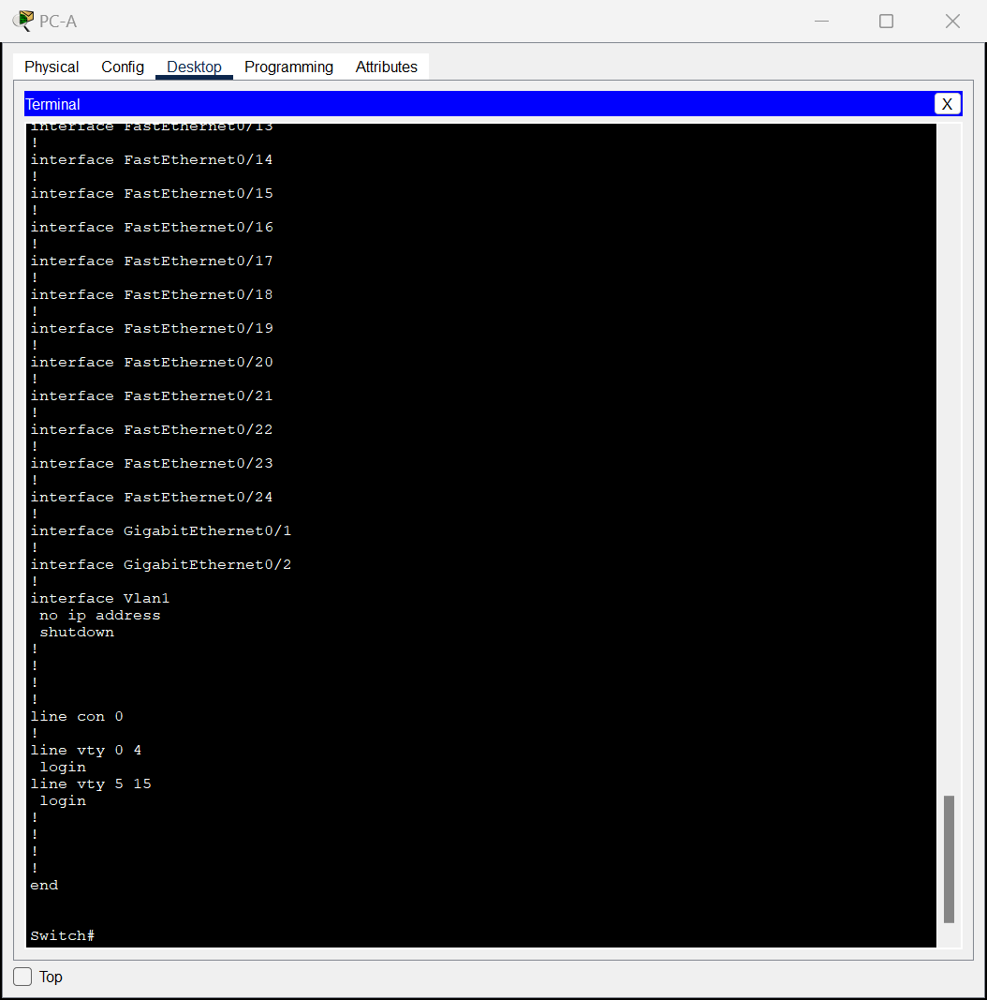 PC-A
Physical Config Desktop Programming Attributes
Terminal X
interface FastEthernet0/13
!
interface FastEthernet0/14
!
interface FastEthernet0/15
!
interface FastEthernet0/16
!
interface FastEthernet0/17
!
interface FastEthernet0/18
!
interface FastEthernet0/19
!
interface FastEthernet0/20
!
interface FastEthernet0/21
!
interface FastEthernet0/22
!
interface FastEthernet0/23
!
interface FastEthernet0/24
!
interface GigabitEthernet0/1
!
interface GigabitEthernet0/2
!
interface Vlan1
 no ip address
 shutdown
!
!
!
!
line con 0
!
line vty 0 4
 login
line vty 5 15
 login
!
!
!
!
end
Switch#
Top